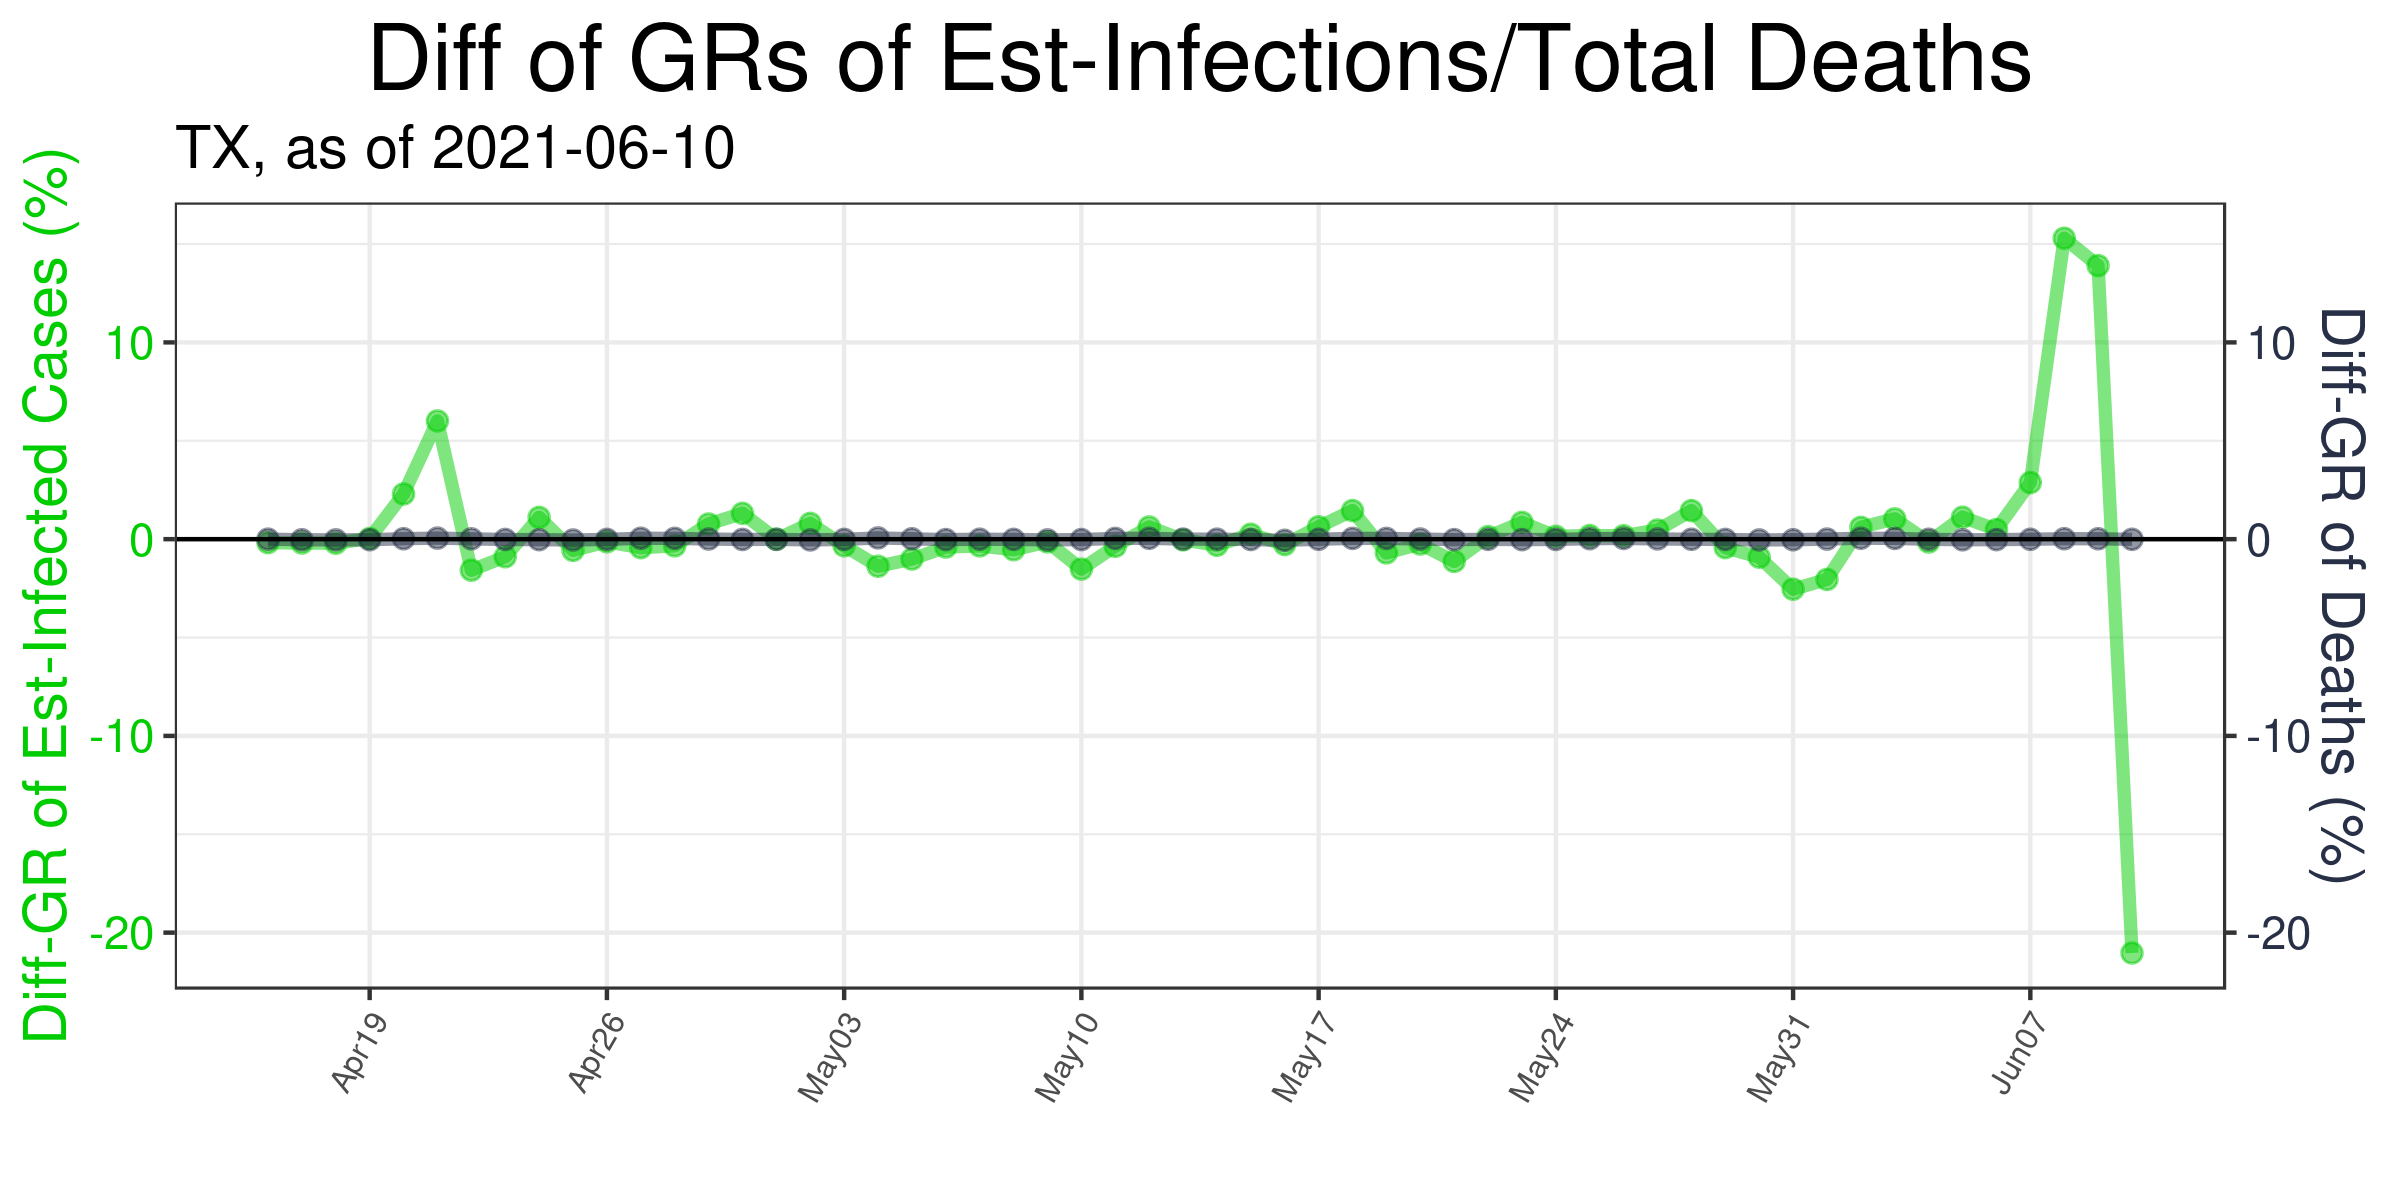 Diff of GRs of Est-Infections/Total Deaths
TX, as of 2021-06-10
Diff-GR of Est-Infected Cases (%)
10
0
-10
-20
10
0
-10
-20
Diff-GR of Deaths (%)
Apr19
Apr26
May03
May10
May17
May24
May31
Jun07